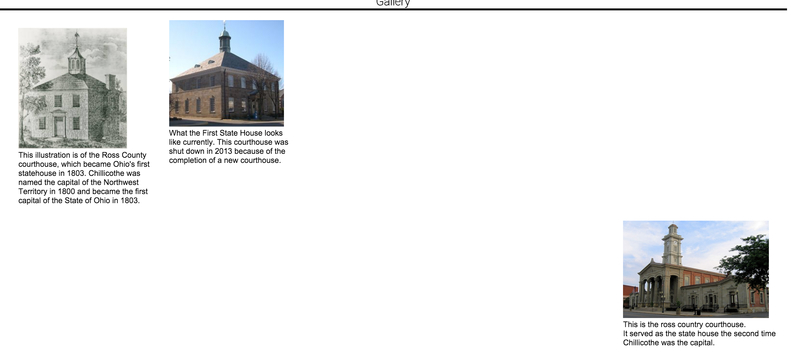 Gallery
This illustration is of the Ross County
courthouse, which became Ohio's first
statehouse in 1803. Chillicothe was
named the capital of the Northwest
Territory in 1800 and became the first
capital of the State of Ohio in 1803.
What the First State House looks
like currently. This courthouse was
shut down in 2013 because of the
completion of a new courthouse.
This is the ross country courthouse.
It served as the state house the second time
Chillicothe was the capital.